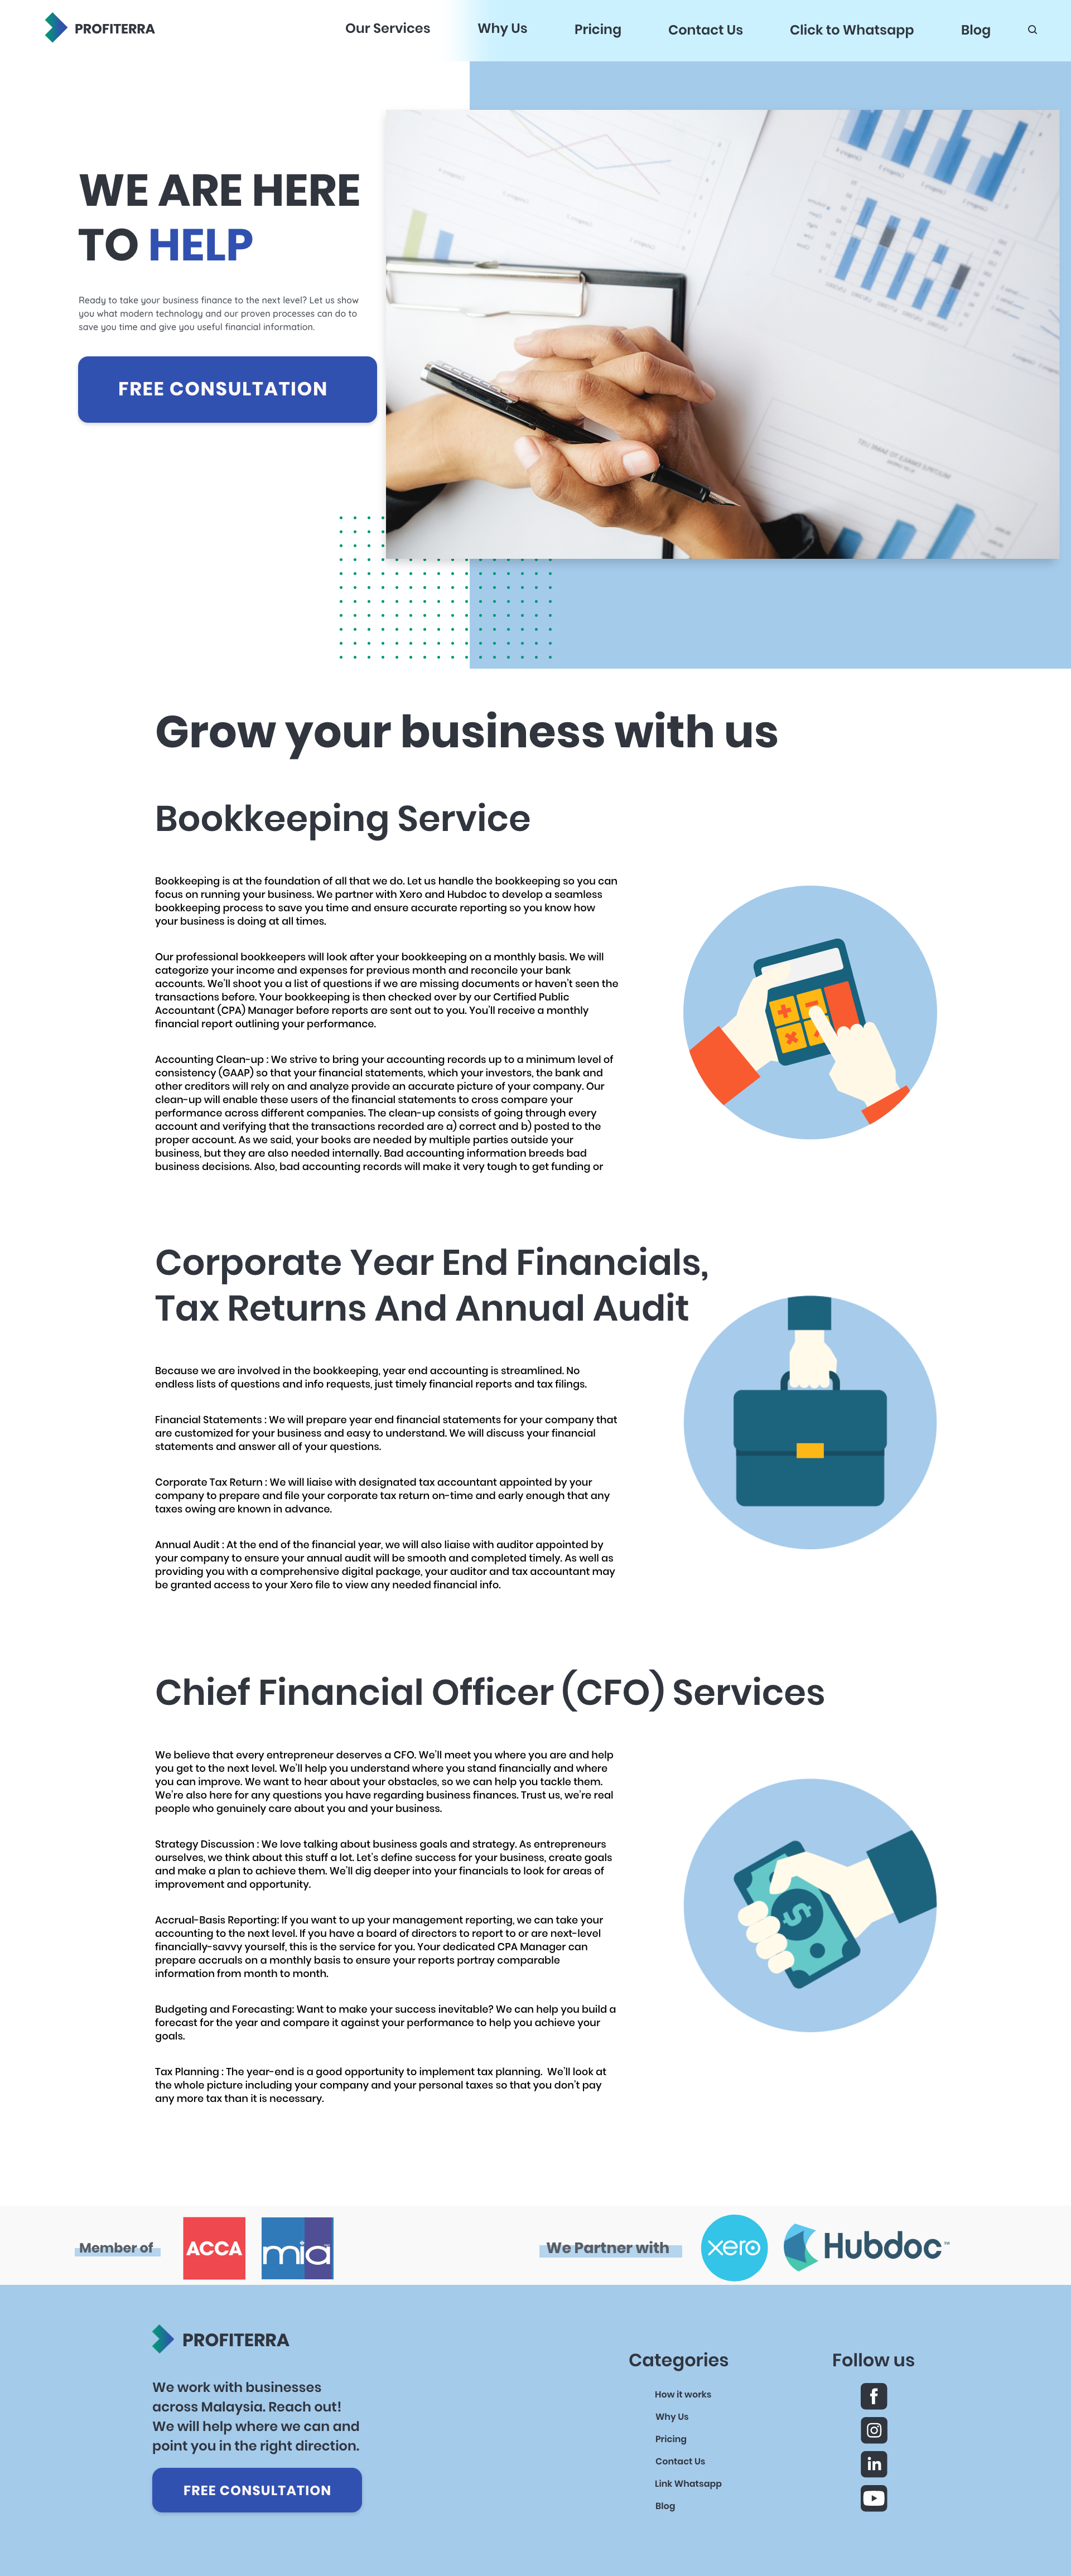 PROFITERRA
Our Services
Why Us
Pricing
Contact Us
Click to Whatsapp
Blog
WE ARE HERE
TO HELP
Ready to take your business finance to the next level? Let us show
you what modern technology and our proven processes can do to
save you time and give you useful financial information.
FREE CONSULTATION
Grow your business with us
Bookkeeping Service
Bookkeeping is at the foundation of all that we do. Let us handle the bookkeeping so you can
focus on running your business. We partner with Xero and Hubdoc to develop a seamless
bookkeeping process to save you time and ensure accurate reporting so you know how
your business is doing at all times.
Our professional bookkeepers will look after your bookkeeping on a monthly basis. We will
categorize your income and expenses for previous month and reconcile your bank
accounts. We'll shoot you a list of questions if we are missing documents or haven't seen the
transactions before. Your bookkeeping is then checked over by our Certified Public
Accountant (CPA) Manager before reports are sent out to you. You'll receive a monthly
financial report outlining your performance.
Accounting Clean-up : We strive to bring your accounting records up to a minimum level of
consistency (GAAP) so that your financial statements, which your investors, the bank and
other creditors will rely on and analyze provide an accurate picture of your company. Our
clean-up will enable these users of the financial statements to cross compare your
performance across different companies. The clean-up consists of going through every
account and verifying that the transactions recorded are a) correct and b) posted to the
proper account. As we said, your books are needed by multiple parties outside your
business, but they are also needed internally. Bad accounting information breeds bad
business decisions. Also, bad accounting records will make it very tough to get funding or
Corporate Year End Financials,
Tax Returns And Annual Audit
Because we are involved in the bookkeeping, year end accounting is streamlined. No
endless lists of questions and info requests, just timely financial reports and tax filings.
Financial Statements : We will prepare year end financial statements for your company that
are customized for your business and easy to understand. We will discuss your financial
statements and answer all of your questions.
Corporate Tax Return : We will liaise with designated tax accountant appointed by your
company to prepare and file your corporate tax return on-time and early enough that any
taxes owing are known in advance.
Annual Audit : At the end of the financial year, we will also liaise with auditor appointed by
your company to ensure your annual audit will be smooth and completed timely. As well as
providing you with a comprehensive digital package, your auditor and tax accountant may
be granted access to your Xero file to view any needed financial info.
Chief Financial Officer (CFO) Services
We believe that every entrepreneur deserves a CFO. We'll meet you where you are and help
you get to the next level. We'll help you understand where you stand financially and where
you can improve. We want to hear about your obstacles, so we can help you tackle them.
We're also here for any questions you have regarding business finances. Trust us, we're real
people who genuinely care about you and your business.
Strategy Discussion : We love talking about business goals and strategy. As entrepreneurs
ourselves, we think about this stuff a lot. Let's define success for your business, create goals
and make a plan to achieve them. We'll dig deeper into your financials to look for areas of
improvement and opportunity.
Accrual-Basis Reporting: If you want to up your management reporting, we can take your
accounting to the next level. If you have a board of directors to report to or are next-level
financially-savvy yourself, this is the service for you. Your dedicated CPA Manager can
prepare accruals on a monthly basis to ensure your reports portray comparable
information from month to month.
Budgeting and Forecasting: Want to make your success inevitable? We can help you build a
forecast for the year and compare it against your performance to help you achieve your
goals.
Tax Planning : The year-end is a good opportunity to implement tax planning. We'll look at
the whole picture including your company and your personal taxes so that you don't pay
any more tax than it is necessary.
Member of
ACCA
mia
We Partner with
xero
Hubdoc™
PROFITERRA
We work with businesses
across Malaysia. Reach out!
We will help where we can and
point you in the right direction.
FREE CONSULTATION
Categories
How it works
Why Us
Pricing
Contact Us
Link Whatsapp
Blog
Follow us